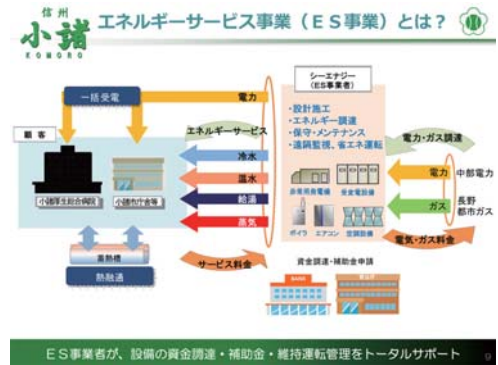 信州
小諸
KOMORO
エネルギーサービス事業（ES事業）とは？
シーエナジー
（ES事業者）
・設計施工
・エネルギー調達
・保守・メンテナンス
・遠隔監視、省エネ運転
一括受電
電力
顧客
エネルギーサービス
冷水
温水
給湯
蒸気
小諸厚生総合病院
小諸市庁舎等
非常用発電機
受変電設備
ボイラ
エアコン
空調設備
電力・ガス調達
電力
中部電力
ガス
長野
都市ガス
電気・ガス料金
蓄熱槽
熱融通
サービス料金
資金調達・補助金申請
BANK
ES事業者が、設備の資金調達・補助金・維持運転管理をトータルサポート
9